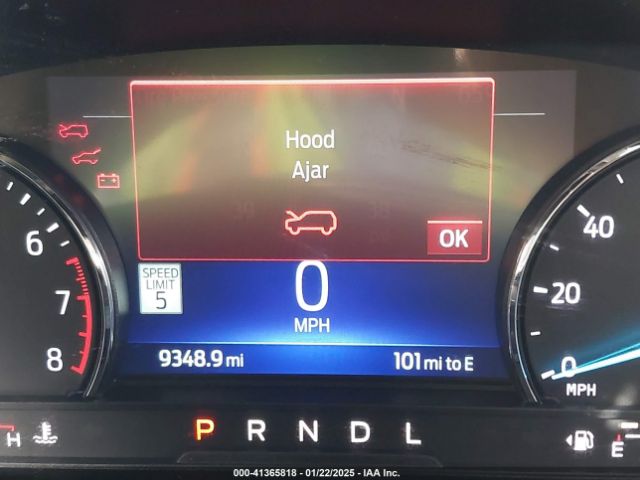 Hood
Ajar
OK
SPEED
LIMIT
5
0
MPH
9348.9 mi
101 mi to E
6
7
8
40
20
0
MPH
H
P R N D L
E
000-41365818 - 01/22/2025 - IAA Inc.